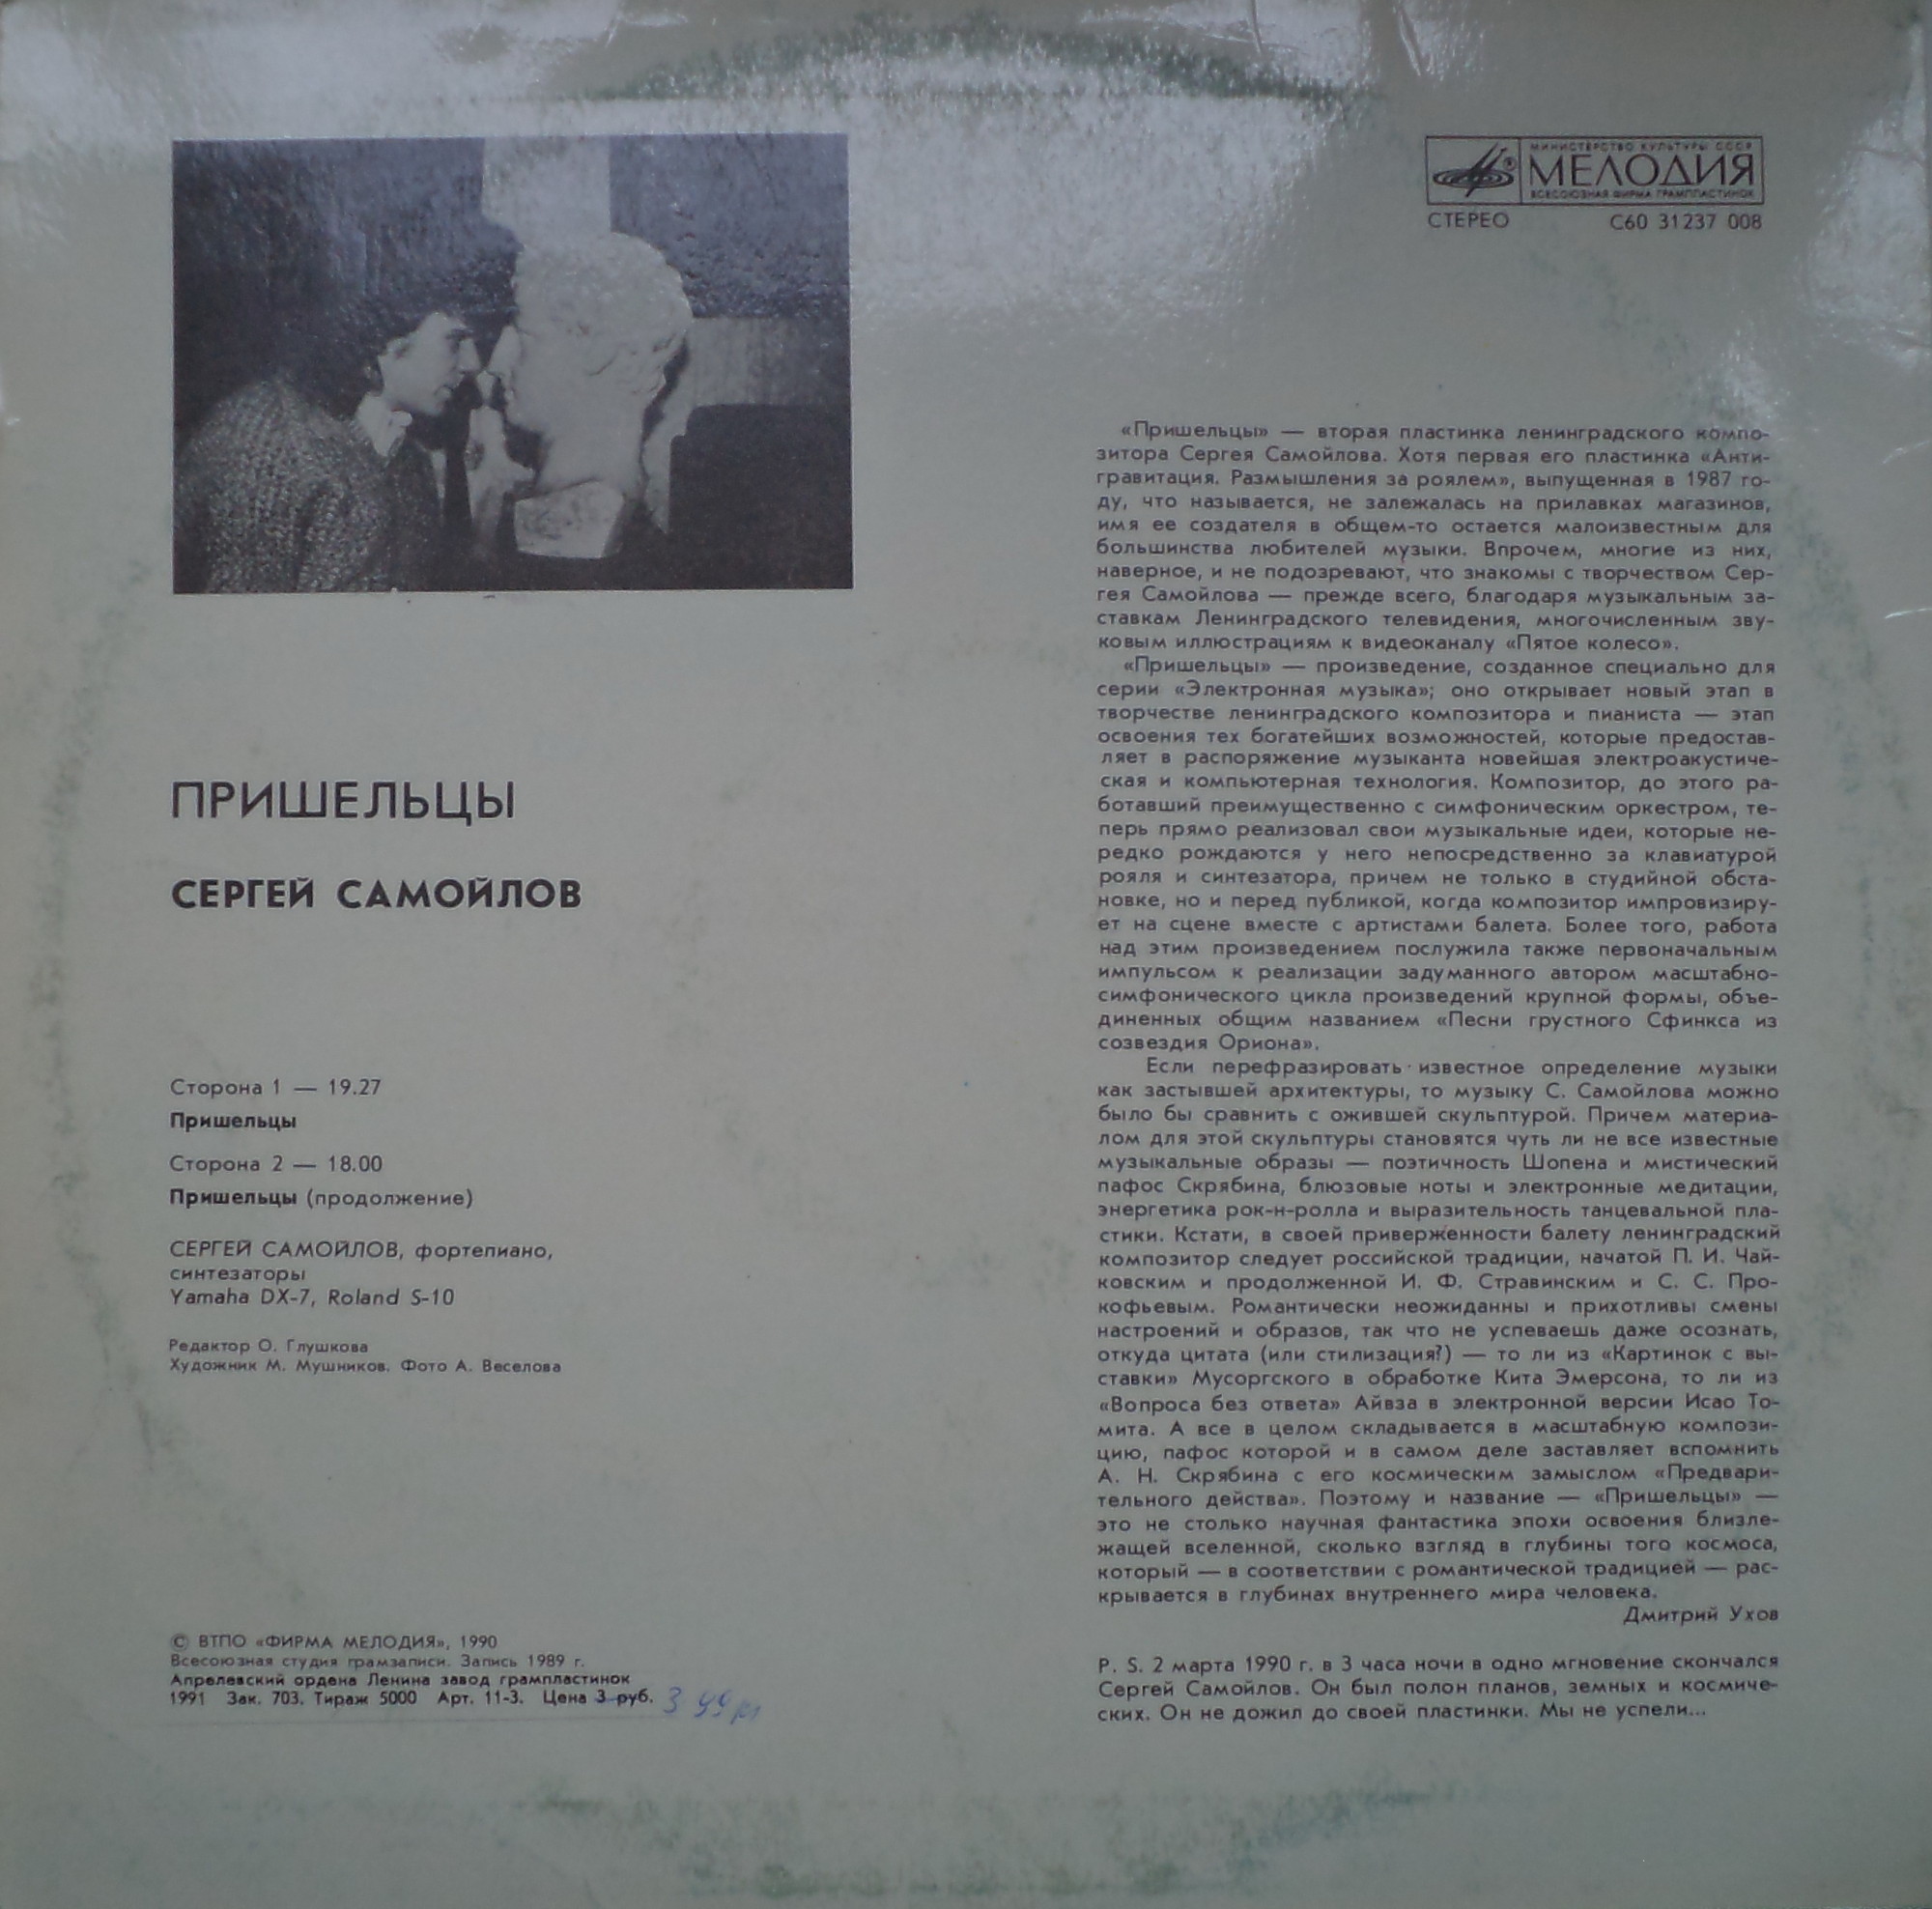 МИНИСТЕРСТВО КУЛЬТУРЫ СССР
МЕЛОДИЯ
ВСЕСОЮЗНАЯ ФИРМА ГРАМПЛАСТИНОК
СТЕРЕО С60 31237 008
ПРИШЕЛЬЦЫ
СЕРГЕЙ САМОЙЛОВ
Сторона 1 — 19.27
Пришельцы
Сторона 2 — 18.00
Пришельцы (продолжение)
СЕРГЕЙ САМОЙЛОВ, фортепиано,
синтезаторы
Yamaha DX-7, Roland S-10
Редактор О. Глушкова
Художник М. Мушников. Фото А. Веселова
© ВТПО «ФИРМА МЕЛОДИЯ», 1990
Всесоюзная студия грамзаписи. Запись 1989 г.
Апрелевский ордена Ленина завод грампластинок
1991 Зак. 703. Тираж 5000 Арт. 11-3. Цена 3 руб. 3 99
«Пришельцы» — вторая пластинка ленинградского компо-
зитора Сергея Самойлова. Хотя первая его пластинка «Анти-
гравитация. Размышления за роялем», выпущенная в 1987 го-
ду, что называется, не залежалась на прилавках магазинов,
имя ее создателя в общем-то остается малоизвестным для
большинства любителей музыки. Впрочем, многие из них,
наверное, и не подозревают, что знакомы с творчеством Сер-
гея Самойлова — прежде всего, благодаря музыкальным за-
ставкам Ленинградского телевидения, многочисленным зву-
ковым иллюстрациям к видеоканалу «Пятое колесо».
«Пришельцы» — произведение, созданное специально для
серии «Электронная музыка»; оно открывает новый этап в
творчестве ленинградского композитора и пианиста — этап
освоения тех богатейших возможностей, которые предостав-
ляет в распоряжение музыканта новейшая электроакустиче-
ская и компьютерная технология. Композитор, до этого ра-
ботавший преимущественно с симфоническим оркестром, те-
перь прямо реализовал свои музыкальные идеи, которые не-
редко рождаются у него непосредственно за клавиатурой
рояля и синтезатора, причем не только в студийной обста-
новке, но и перед публикой, когда композитор импровизиру-
ет на сцене вместе с артистами балета. Более того, работа
над этим произведением послужила также первоначальным
импульсом к реализации задуманного автором масштабно-
симфонического цикла произведений крупной формы, объе-
диненных общим названием «Песни грустного Сфинкса из
созвездия Ориона».
Если перефразировать известное определение музыки
как застывшей архитектуры, то музыку С. Самойлова можно
было бы сравнить с ожившей скульптурой. Причем материа-
лом для этой скульптуры становятся чуть ли не все известные
музыкальные образы — поэтичность Шопена и мистический
пафос Скрябина, блюзовые ноты и электронные медитации,
энергетика рок-н-ролла и выразительность танцевальной пла-
стики. Кстати, в своей приверженности балету ленинградский
композитор следует российской традиции, начатой П. И. Чай-
ковским и продолженной И. Ф. Стравинским и С. С. Про-
кофьевым. Романтически неожиданны и прихотливы смены
настроений и образов, так что не успеваешь даже осознать,
откуда цитата (или стилизация?) — то ли из «Картинок с вы-
ставки» Мусоргского в обработке Кита Эмерсона, то ли из
«Вопроса без ответа» Айвза в электронной версии Исао То-
мита. А все в целом складывается в масштабную компози-
цию, пафос которой и в самом деле заставляет вспомнить
А. Н. Скрябина с его космическим замыслом «Предвари-
тельного действа». Поэтому и название — «Пришельцы» —
это не столько научная фантастика эпохи освоения близле-
жащей вселенной, сколько взгляд в глубины того космоса,
который — в соответствии с романтической традицией — рас-
крывается в глубинах внутреннего мира человека.
Дмитрий Ухов
P. S. 2 марта 1990 г. в 3 часа ночи в одно мгновение скончался
Сергей Самойлов. Он был полон планов, земных и космиче-
ских. Он не дожил до своей пластинки. Мы не успели...